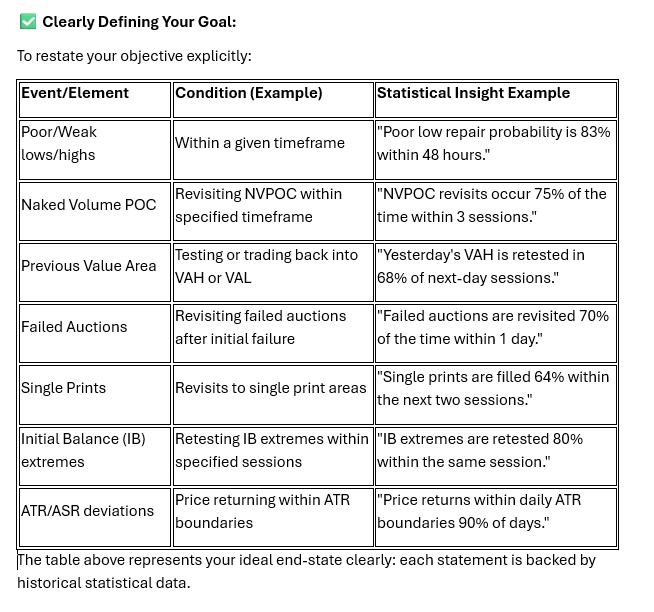 ✅ Clearly Defining Your Goal:
To restate your objective explicitly:
Event/Element Condition (Example) Statistical Insight Example
Poor/Weak
lows/highs
Within a given timeframe
"Poor low repair probability is 83%
within 48 hours."
Naked Volume POC
Revisiting NVPOC within
specified timeframe
"NVPOC revisits occur 75% of the
time within 3 sessions."
Previous Value Area
Testing or trading back into
VAH or VAL
"Yesterday's VAH is retested in
68% of next-day sessions."
Failed Auctions
Revisiting failed auctions
after initial failure
"Failed auctions are revisited 70%
of the time within 1 day."
Single Prints
Revisits to single print areas
"Single prints are filled 64% within
the next two sessions."
Initial Balance (IB)
extremes
Retesting IB extremes within
specified sessions
"IB extremes are retested 80%
within the same session."
ATR/ASR deviations
Price returning within ATR
boundaries
"Price returns within daily ATR
boundaries 90% of days."
The table above represents your ideal end-state clearly: each statement is backed by
historical statistical data.